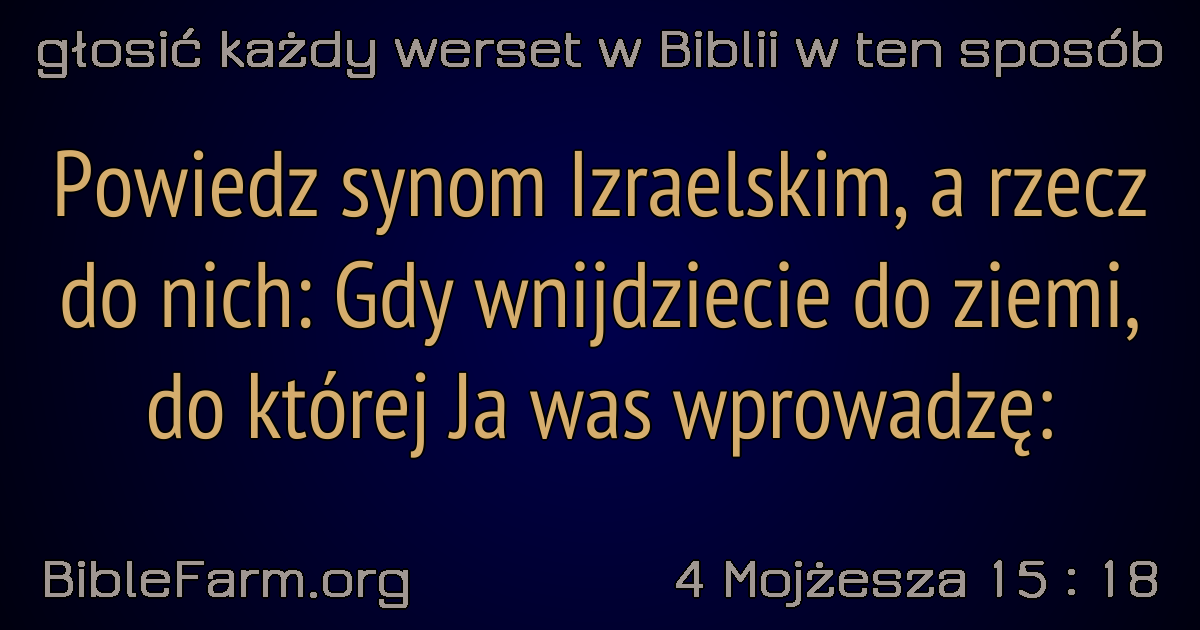 głosić każdy werset w Biblii w ten sposób
Powiedz synom Izraelskim, a rzecz
do nich: Gdy wnijdziecie do ziemi,
do której Ja was wprowadzę:
BibleFarm.org
4 Mojżesza 15 : 18